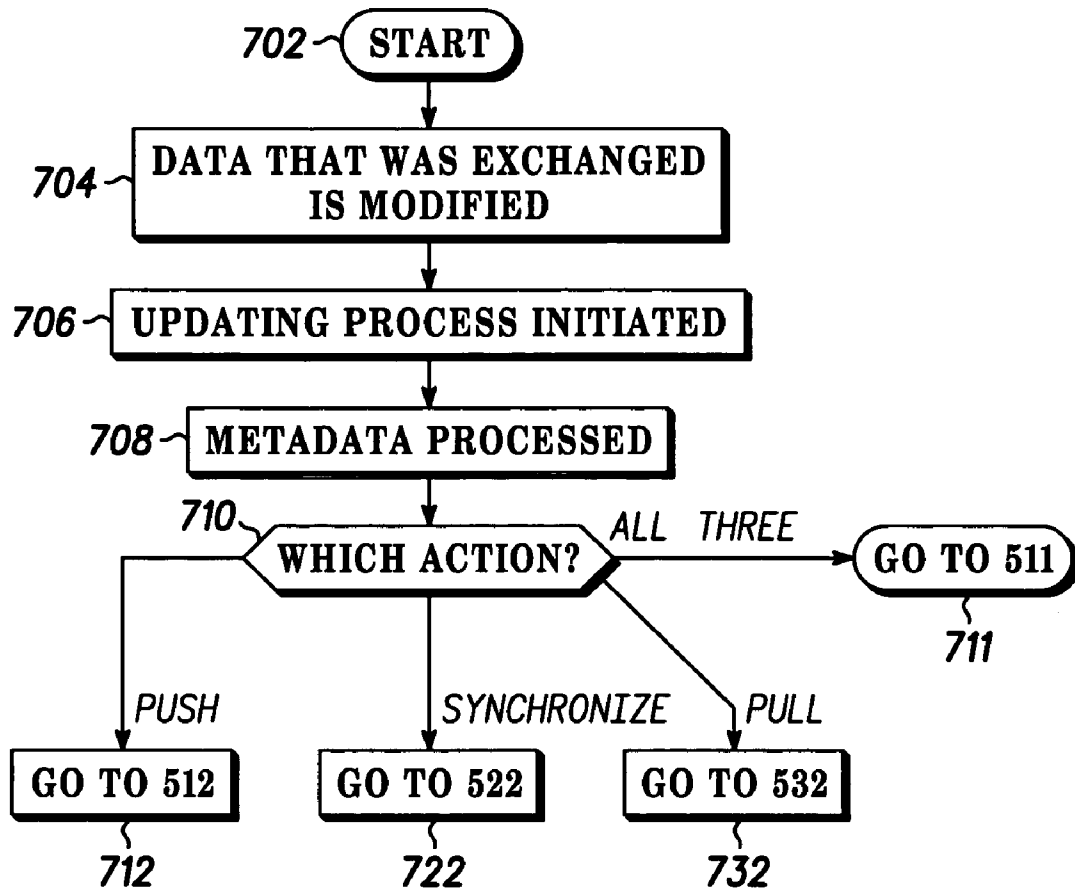 702
START
704
DATA THAT WAS EXCHANGED
IS MODIFIED
706
UPDATING PROCESS INITIATED
708
METADATA PROCESSED
710
WHICH ACTION?
ALL THREE
GO TO 511
711
PUSH
SYNCHRONIZE
PULL
GO TO 512
GO TO 522
GO TO 532
712
722
732